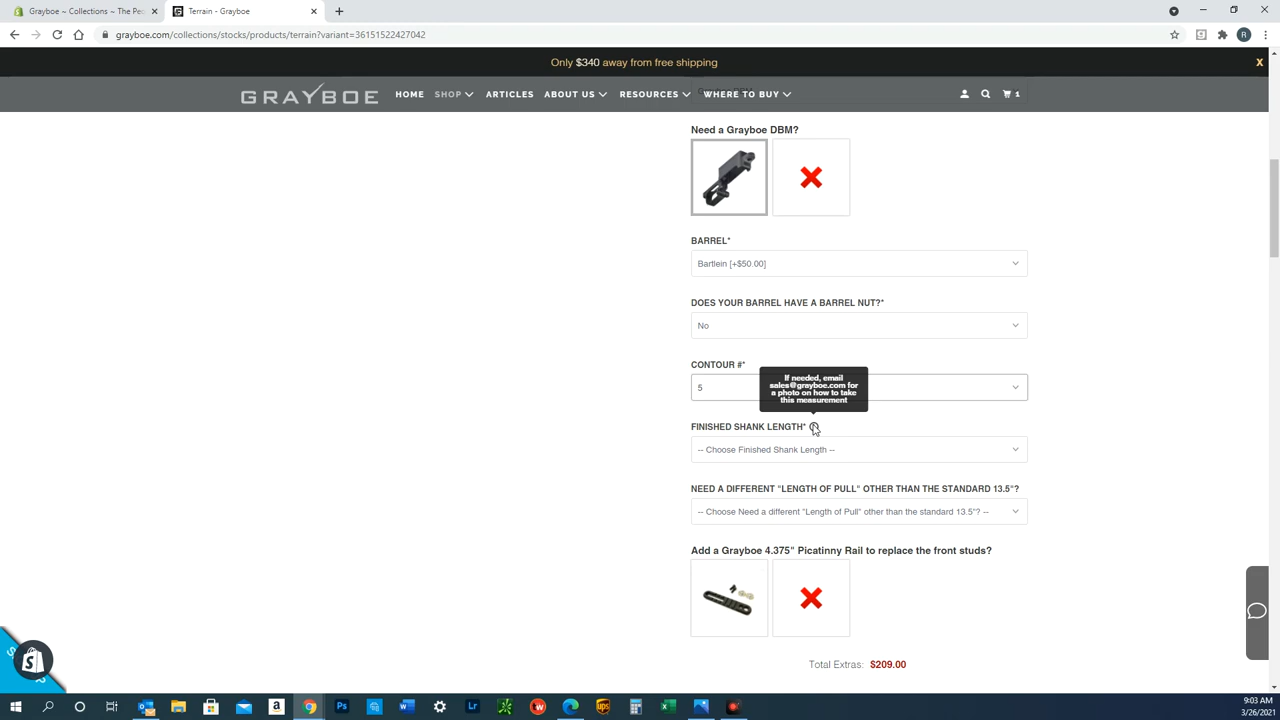 Grayboe ~ Collections ~ The Pe
Terrain - Grayboe
grayboe.com/collections/stocks/products/terrain?variant=36151522427042
R
Only $340 away from free shipping
X
GRAYBOE
HOME
SHOP
ARTICLES
ABOUT US
RESOURCES
WHERE TO BUY
1
Need a Grayboe DBM?
BARREL*
Bartlein [+$50.00]
DOES YOUR BARREL HAVE A BARREL NUT?*
No
CONTOUR #*
5
If needed, email
sales@grayboe.com for
a photo on how to take
this measurement
FINISHED SHANK LENGTH*
-- Choose Finished Shank Length --
NEED A DIFFERENT "LENGTH OF PULL" OTHER THAN THE STANDARD 13.5"?
-- Choose Need a different "Length of Pull" other than the standard 13.5"? --
Add a Grayboe 4.375" Picatinny Rail to replace the front studs?
Total Extras: $209.00
9:03 AM
3/26/2021